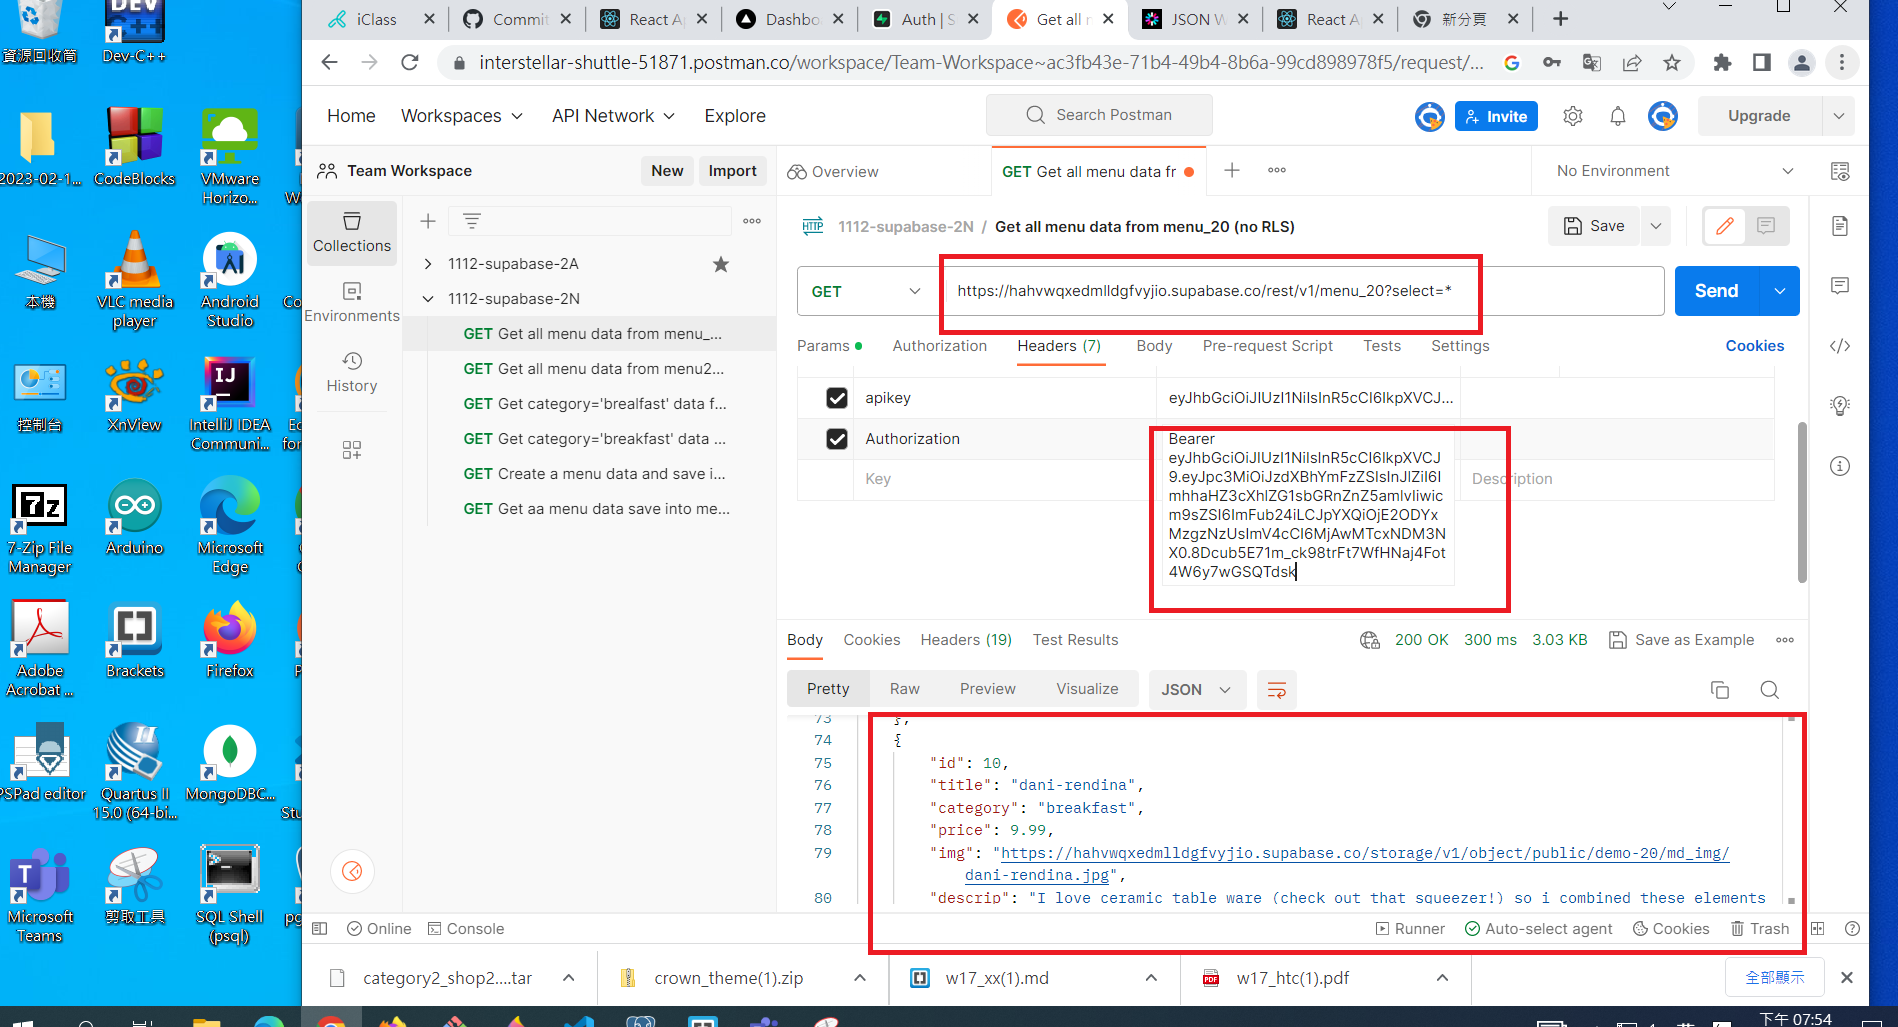 資源回收筒
Dev-C++
2023-02-1...
CodeBlocks
VMware
Horizo...
本機
VLC media
player
Android
Studio
控制台
XnView
IntelliJ IDEA
Communi...
7-Zip File
Manager
Arduino
Microsoft
Edge
Adobe
Acrobat ...
Brackets
Firefox
PSPad editor
Quartus II
15.0 (64-bi...
MongoDBC...
Microsoft
Teams
剪取工具
SQL Shell
(psql)
iClass
Commit
React Ap
Dashbo
Auth | S
Get all r
JSON W
React A
新分頁
interstellar-shuttle-51871.postman.co/workspace/Team-Workspace~ac3fb43e-71b4-49b4-8b6a-99cd898978f5/request/...
Home
Workspaces
API Network
Explore
Search Postman
Invite
Upgrade
Team Workspace
New
Import
Overview
GET Get all menu data fr
No Environment
Collections
Environments
History
1112-supabase-2A
1112-supabase-2N
GET Get all menu data from menu_...
GET Get all menu data from menu2...
GET Get category='brealfast' data f...
GET Get category='breakfast' data ...
GET Create a menu data and save i...
GET Get aa menu data save into me...
HTTP
1112-supabase-2N / Get all menu data from menu_20 (no RLS)
Save
GET
https://hahvwqxedmlldgfvyjio.supabase.co/rest/v1/menu_20?select=*
Send
Params
Authorization
Headers (7)
Body
Pre-request Script
Tests
Settings
Cookies
apikey
eyJhbGciOiJIUzI1NiIsInR5cCI6IkpXVCJ...
Authorization
Bearer
eyJhbGciOiJIUzI1NiIsInR5cCI6IkpXVCJ
9.eyJpc3MiOiJzdXBhYmFzZSIsInJlZiI6I
mhhaHZ3cXhlZG1sbGRnZnZ5amlvIiwic
m9sZSI6ImFub24iLCJpYXQiOjE2ODYx
MzgzNzUsImV4cCI6MjAwMTcxNDM3N
X0.8Dcub5E71m_ck98trFt7WfHNaj4Fot
4W6y7wGSQTdsk
Key
Description
Body
Cookies
Headers (19)
Test Results
200 OK
300 ms
3.03 KB
Save as Example
Pretty
Raw
Preview
Visualize
JSON
73 },
74 {
75 "id": 10,
76 "title": "dani-rendina",
77 "category": "breakfast",
78 "price": 9.99,
79 "img": "https://hahvwqxedmlldgfvyjio.supabase.co/storage/v1/object/public/demo-20/md_img/
dani-rendina.jpg",
80 "descrip": "I love ceramic table ware (check out that squeezer!) so i combined these elements
Online
Console
Runner
Auto-select agent
Cookies
Trash
category2_shop2....tar
crown_theme(1).zip
w17_xx(1).md
w17_htc(1).pdf
全部顯示
下午 07:54